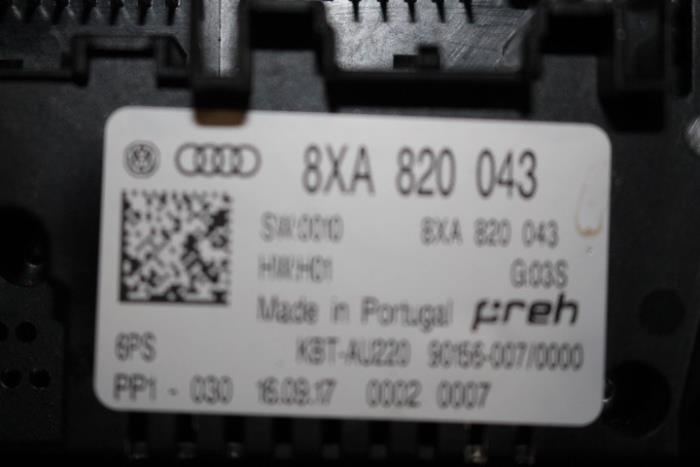 8XA 820 043
SW:0010 8XA 820 043
HW:H01 G:03S
Made in Portugal preh
6PS KBT-AU220 90156-007/0000
PP1 - 030 16.09.17 0002 0007